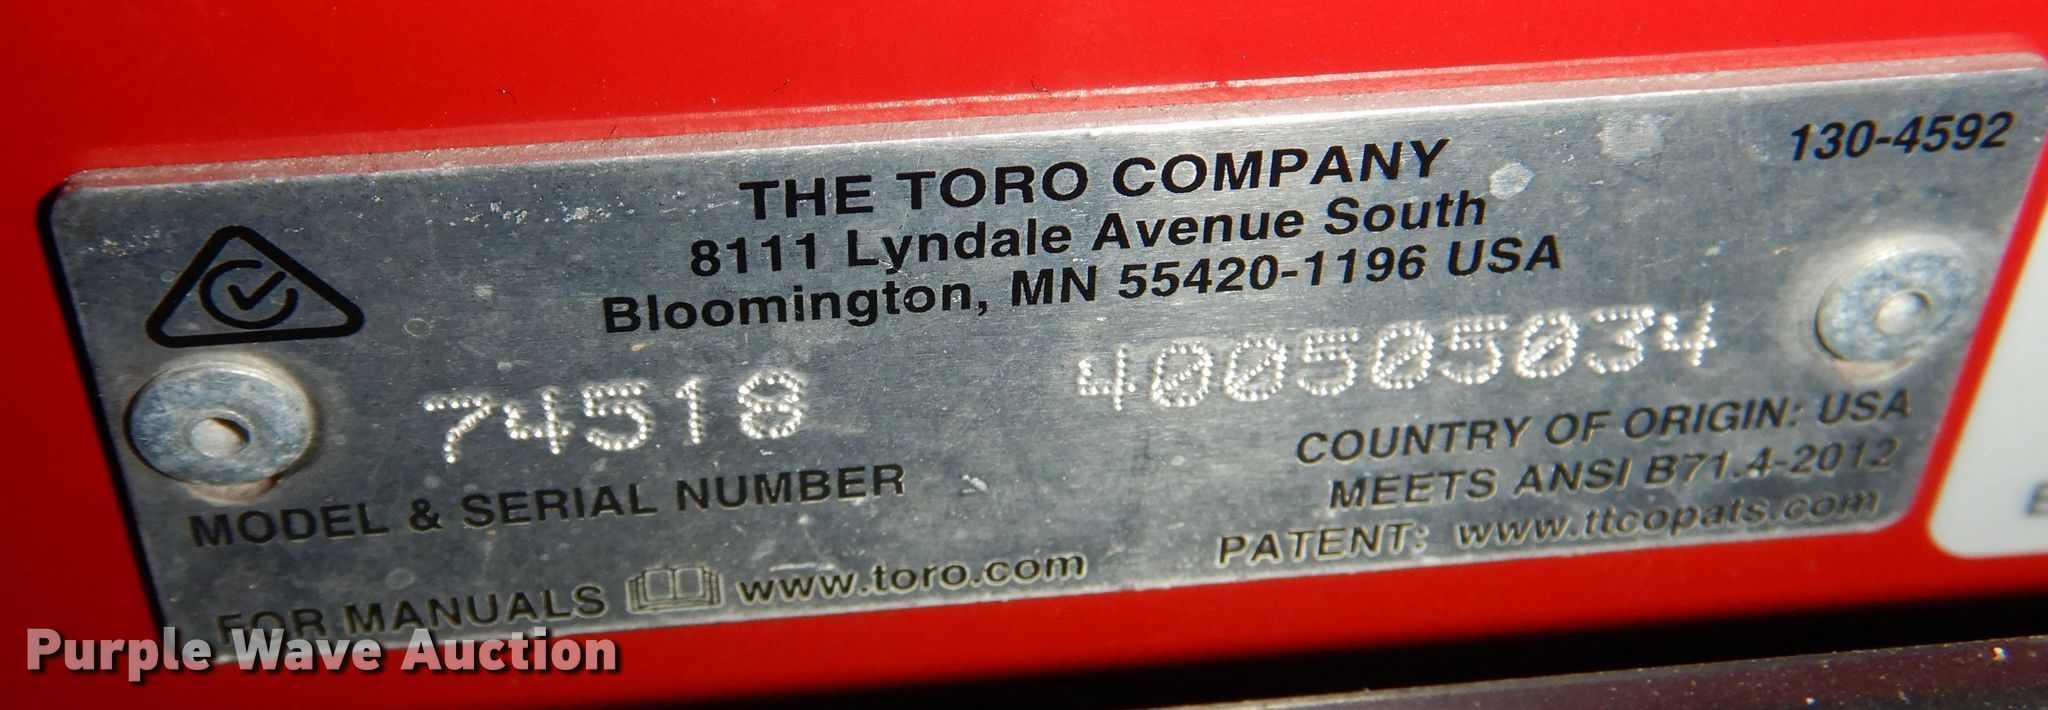 130-4592
THE TORO COMPANY
8111 Lyndale Avenue South
Bloomington, MN 55420-1196 USA
74518 400505034
MODEL & SERIAL NUMBER
COUNTRY OF ORIGIN: USA
MEETS ANSI B71.4-2012
PATENT: www.ttcopats.com
FOR MANUALS www.toro.com
Purple Wave Auction